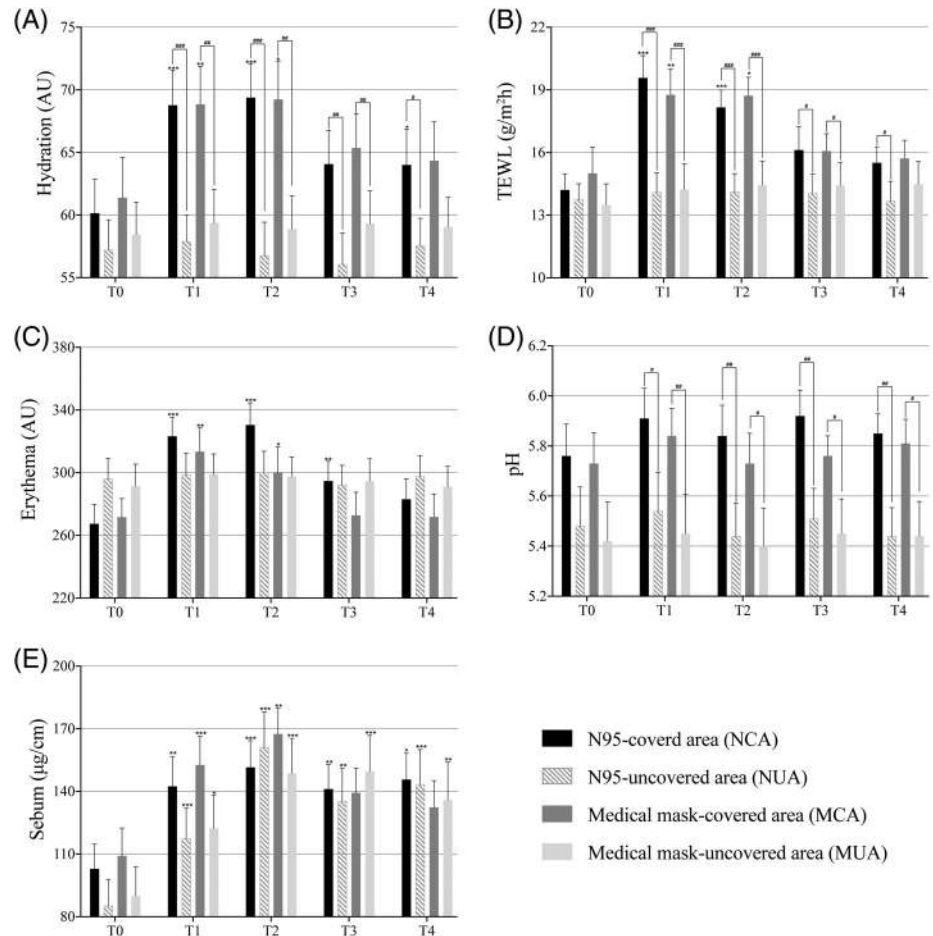 (A)
75
70
65
60
55
Hydration (AU)
### ## ### ## ## ## #
*** ** *** * *
T0 T1 T2 T3 T4
(B)
22
19
16
13
10
TEWL (g/m²h)
### ### ### ### # # #
*** ** *** *
T0 T1 T2 T3 T4
(C)
380
340
300
260
220
Erythema (AU)
*** ** *** * **
T0 T1 T2 T3 T4
(D)
6.2
6.0
5.8
5.6
5.4
5.2
pH
# ## ## # ## # ## #
T0 T1 T2 T3 T4
(E)
200
170
140
110
80
Sebum (μg/cm)
** *** *** * *** *** ** *** ** ** *** * *** **
T0 T1 T2 T3 T4
N95-coverd area (NCA)
N95-uncovered area (NUA)
Medical mask-covered area (MCA)
Medical mask-uncovered area (MUA)